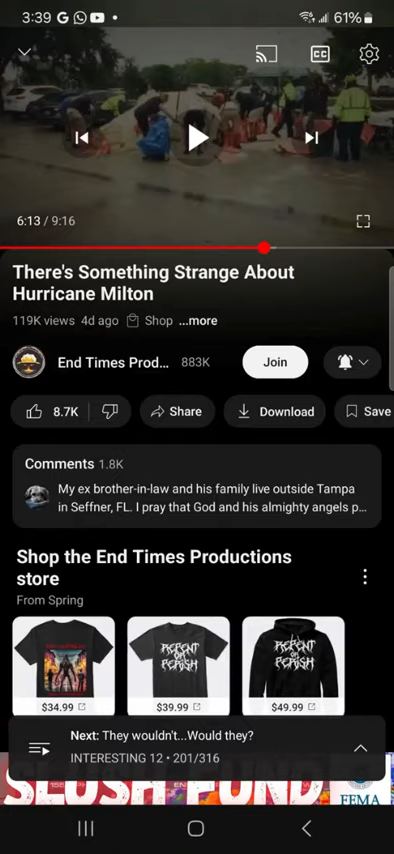 3:39 G 61%
CC
6:13 / 9:16
There's Something Strange About
Hurricane Milton
119K views 4d ago Shop ...more
End Times Prod... 883K Join
8.7K Share Download Save
Comments 1.8K
My ex brother-in-law and his family live outside Tampa
in Seffner, FL. I pray that God and his almighty angels p...
Shop the End Times Productions
store
From Spring
REPENT
OR
PERISH
REPENT
OR
PERISH
$34.99 $39.99 $49.99
Next: They wouldn't...Would they?
INTERESTING 12 • 201/316
SLUSH FUND
FEMA